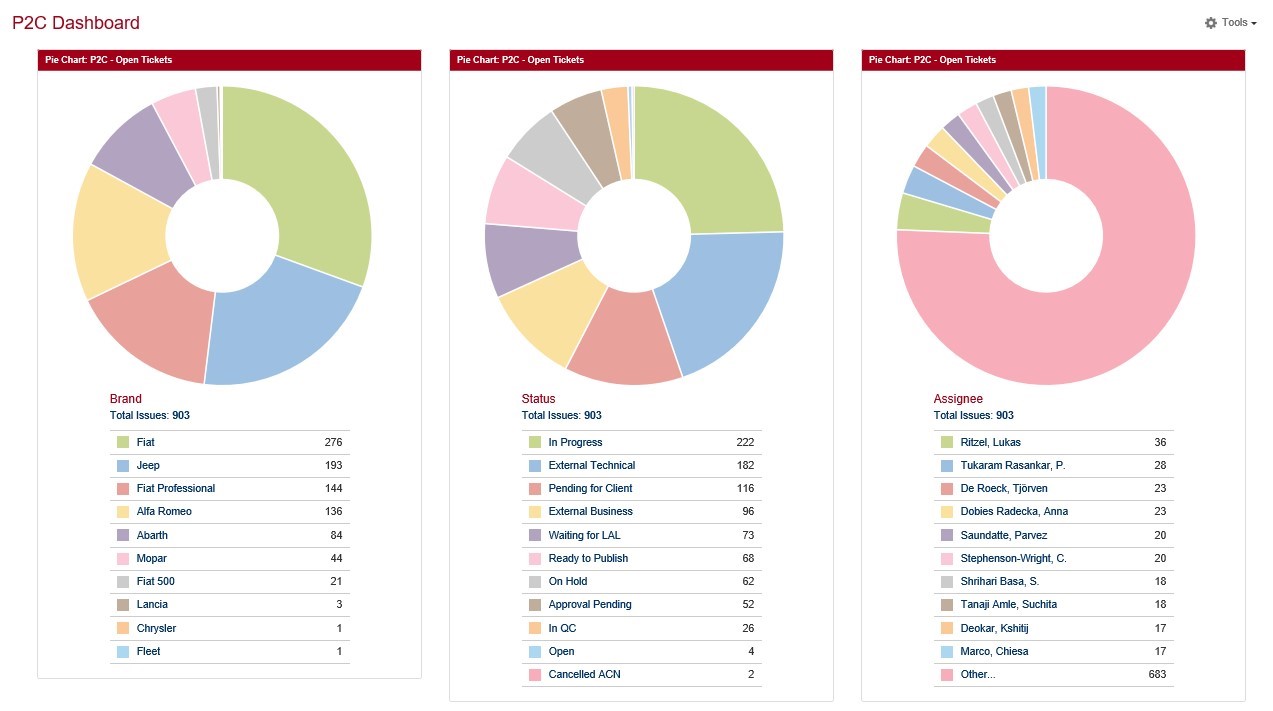 P2C Dashboard
Tools
Pie Chart: P2C - Open Tickets
Brand
Total Issues: 903
Fiat 276
Jeep 193
Fiat Professional 144
Alfa Romeo 136
Abarth 84
Mopar 44
Fiat 500 21
Lancia 3
Chrysler 1
Fleet 1
Pie Chart: P2C - Open Tickets
Status
Total Issues: 903
In Progress 222
External Technical 182
Pending for Client 116
External Business 96
Waiting for LAL 73
Ready to Publish 68
On Hold 62
Approval Pending 52
In QC 26
Open 4
Cancelled ACN 2
Pie Chart: P2C - Open Tickets
Assignee
Total Issues: 903
Ritzel, Lukas 36
Tukaram Rasankar, P. 28
De Roeck, Tjörven 23
Dobies Radecka, Anna 23
Saundatte, Parvez 20
Stephenson-Wright, C. 20
Shrihari Basa, S. 18
Tanaji Amle, Suchita 18
Deokar, Kshitij 17
Marco, Chiesa 17
Other... 683